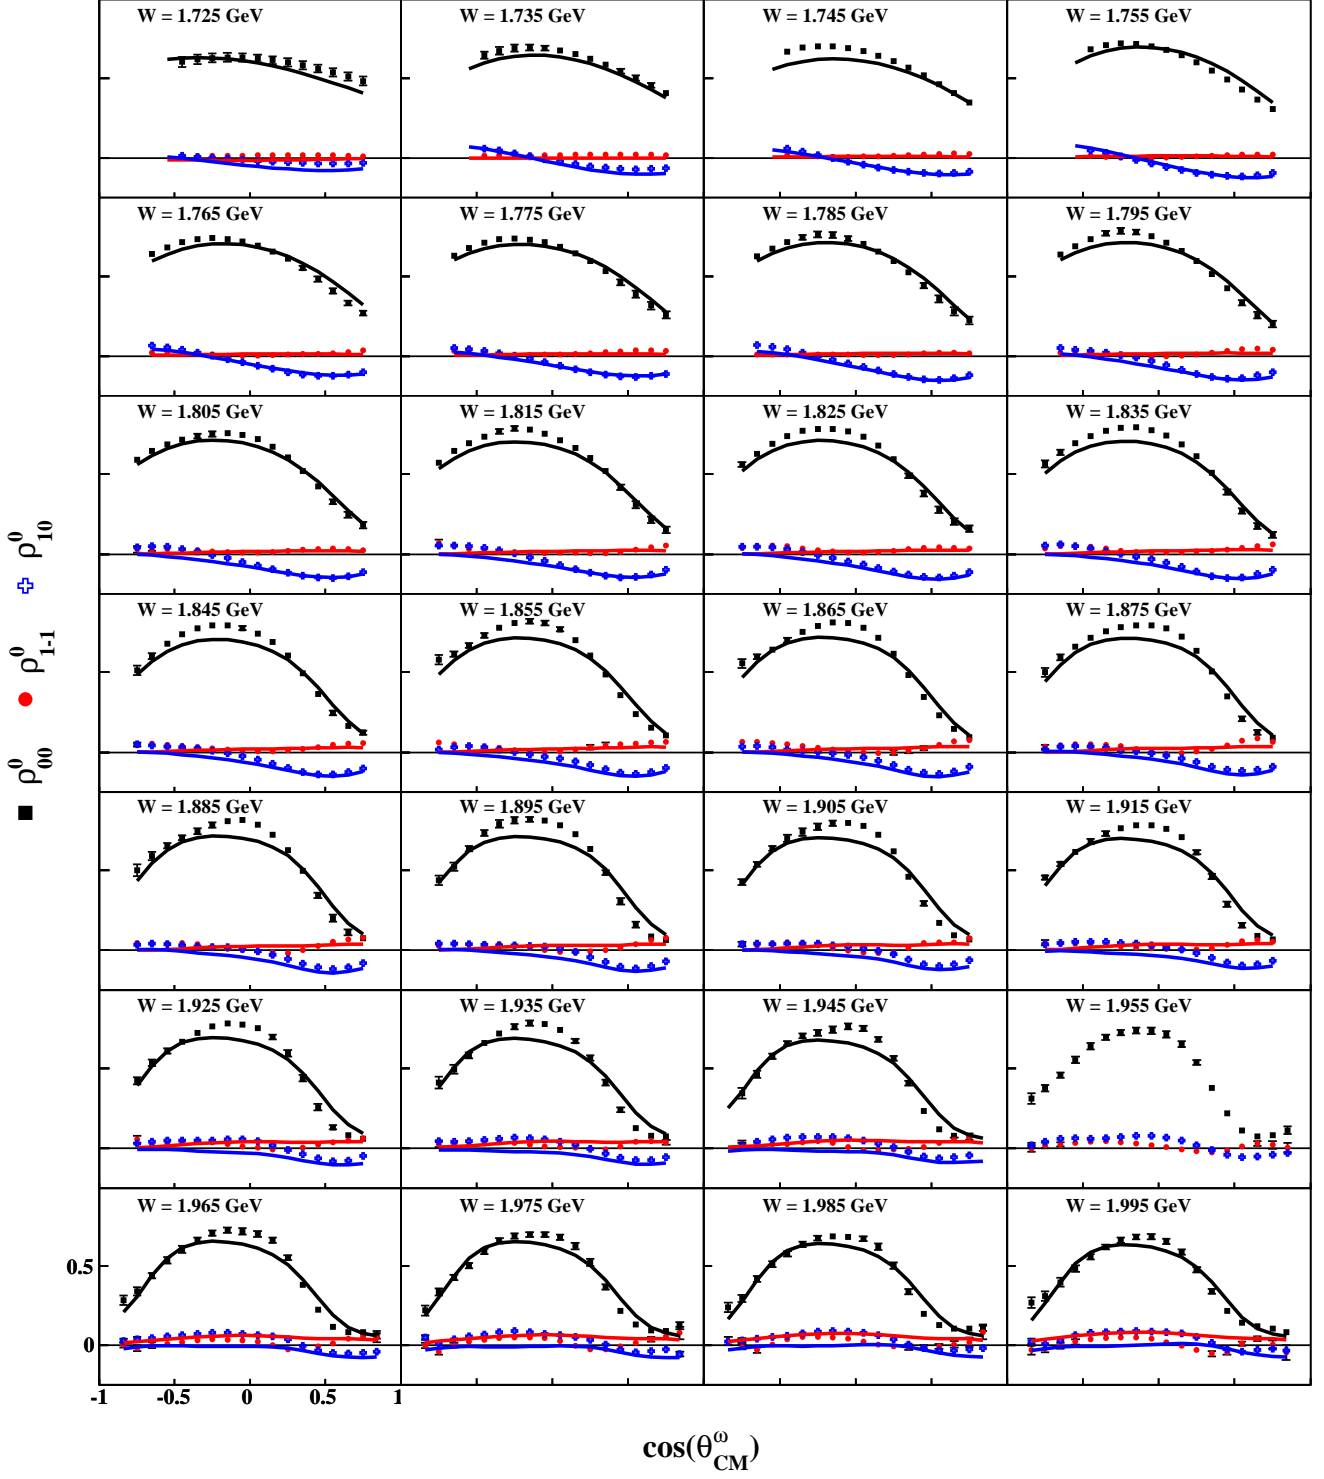 W = 1.725 GeV W = 1.735 GeV W = 1.745 GeV W = 1.755 GeV
W = 1.765 GeV W = 1.775 GeV W = 1.785 GeV W = 1.795 GeV
W = 1.805 GeV W = 1.815 GeV W = 1.825 GeV W = 1.835 GeV
W = 1.845 GeV W = 1.855 GeV W = 1.865 GeV W = 1.875 GeV
W = 1.885 GeV W = 1.895 GeV W = 1.905 GeV W = 1.915 GeV
W = 1.925 GeV W = 1.935 GeV W = 1.945 GeV W = 1.955 GeV
W = 1.965 GeV W = 1.975 GeV W = 1.985 GeV W = 1.995 GeV
0.5
0
-1 -0.5 0 0.5 1
cos(θ^ω_CM)
ρ^0_00 ρ^0_1-1 ρ^0_10